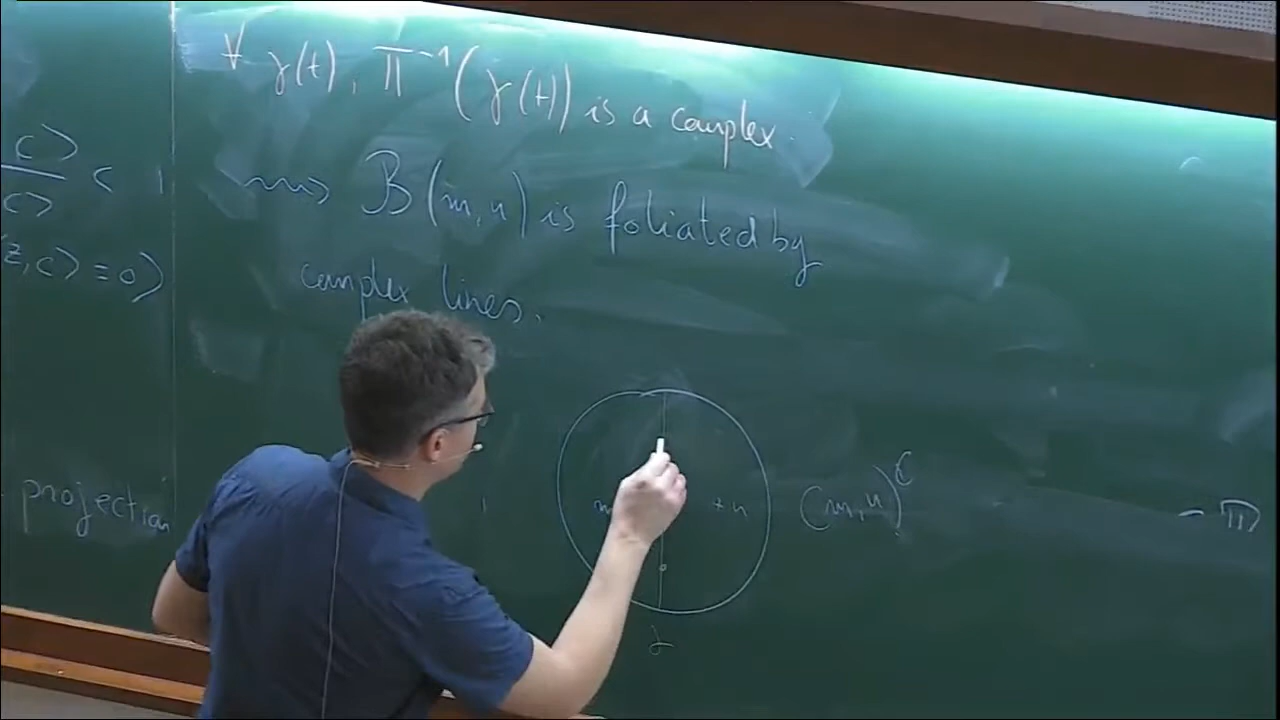 ∀ γ(t), Π⁻¹(γ(t)) is a complex.
c>
c> < 1
⟿ B(m,n) is foliated by
z,c> ≡ 0)
complex lines.
projection
m + n (m,n)^ℂ
- Π
γ